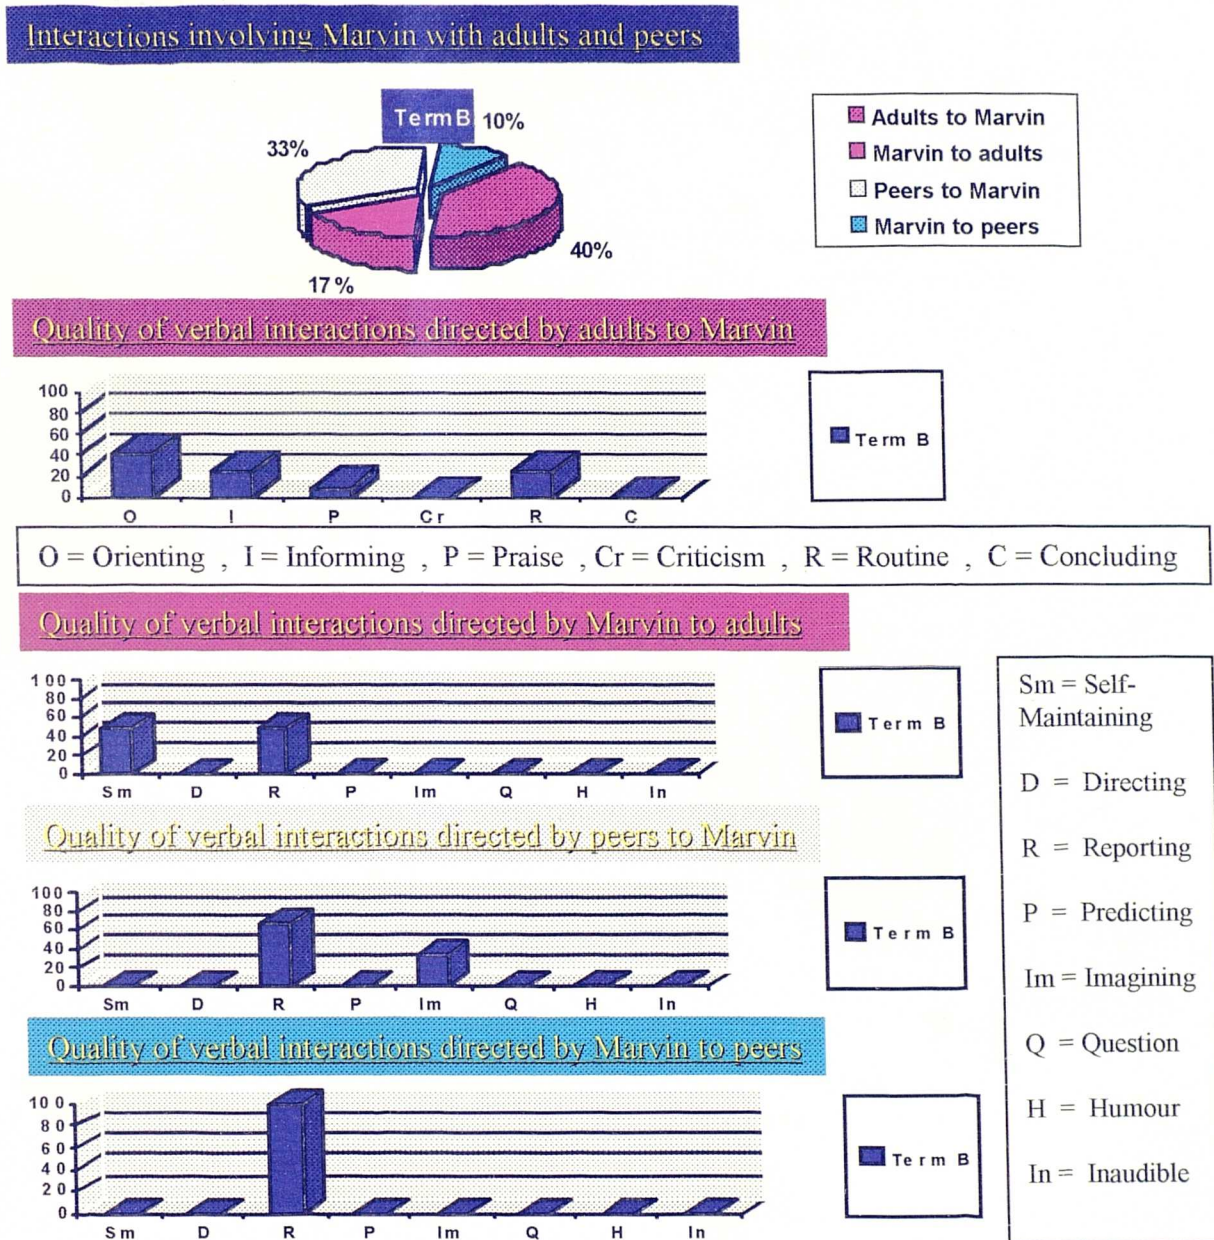 Interactions involving Marvin with adults and peers
Term B
10%
33%
40%
17%
Adults to Marvin
Marvin to adults
Peers to Marvin
Marvin to peers
Quality of verbal interactions directed by adults to Marvin
100
80
60
40
20
0
O I P Cr R C
Term B
O = Orienting , I = Informing , P = Praise , Cr = Criticism , R = Routine , C = Concluding
Quality of verbal interactions directed by Marvin to adults
100
80
60
40
20
0
Sm D R P Im Q H In
Term B
Quality of verbal interactions directed by peers to Marvin
100
80
60
40
20
0
Sm D R P Im Q H In
Term B
Quality of verbal interactions directed by Marvin to peers
100
80
60
40
20
0
Sm D R P Im Q H In
Term B
Sm = Self-
Maintaining
D = Directing
R = Reporting
P = Predicting
Im = Imagining
Q = Question
H = Humour
In = Inaudible